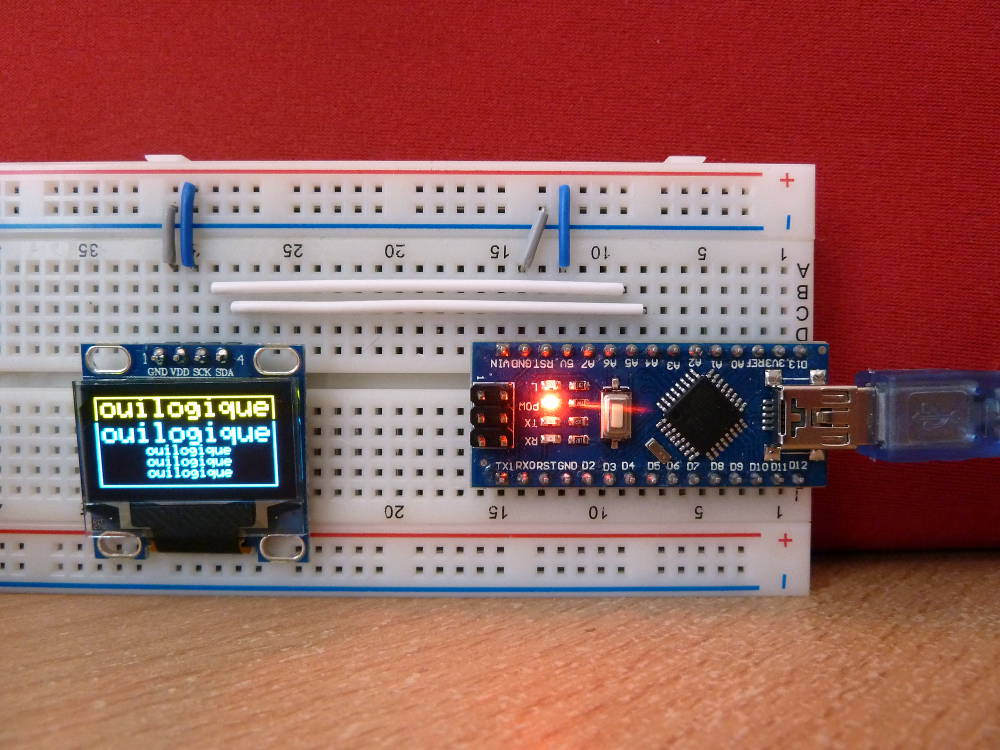 +
35 25 20 15 10 5 1
A
B
C
D
1 4
GND VDD SCK SDA
ouilogique
ouilogique
ouilogique
ouilogique
ouilogique
VIN GND RST 5V A7 A6 A5 A4 A3 A2 A1 A0 REF 3V3 D13
L
POW
TX
RX
TX1 RX0 RST GND D2 D3 D4 D5 D6 D7 D8 D9 D10 D11 D12
20 15 10 5 1
+